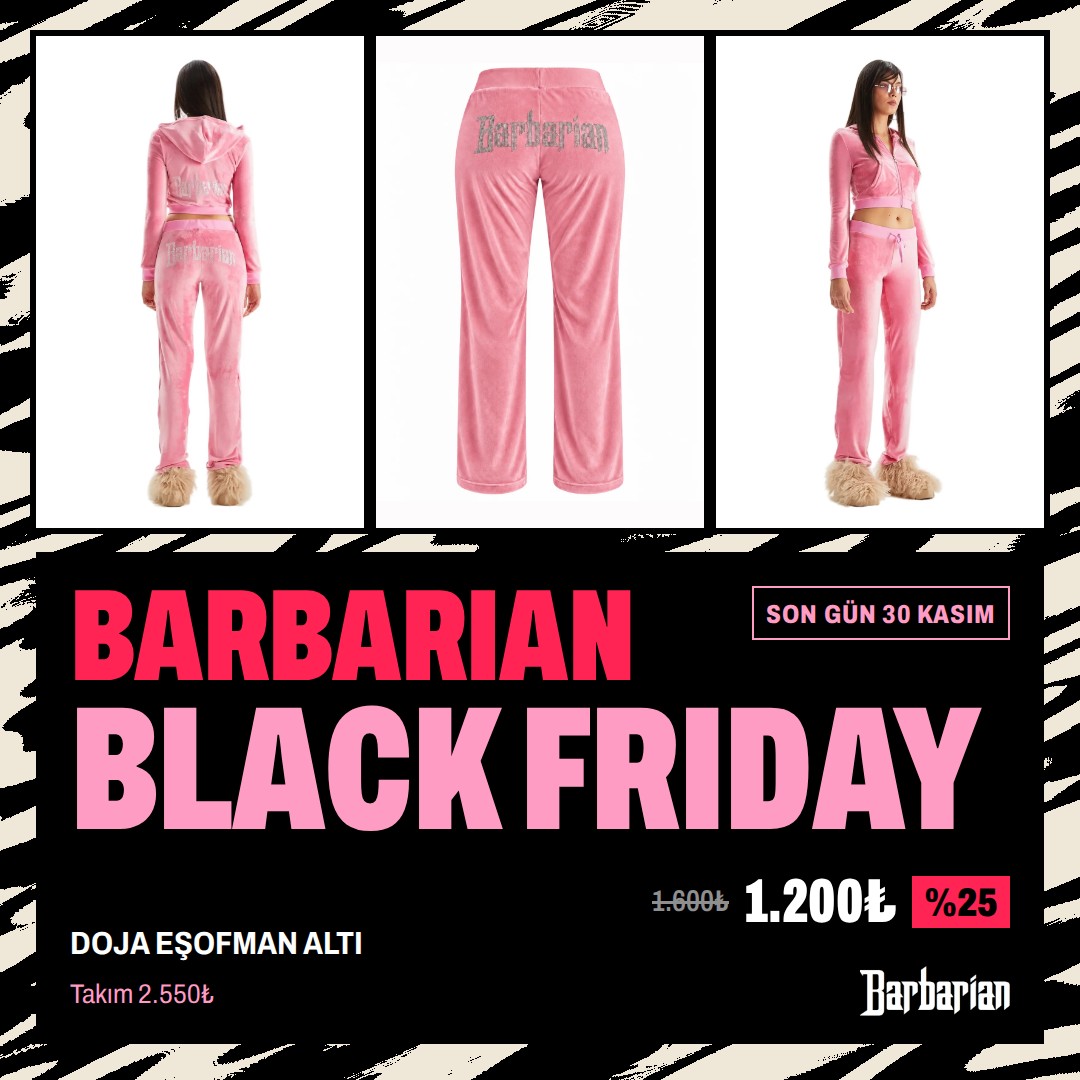 Barbarian
Barbarian
Barbarian
BARBARIAN
SON GÜN 30 KASIM
BLACK FRIDAY
1.600₺ 1.200₺ %25
DOJA EŞOFMAN ALTI
Takım 2.550₺
Barbarian